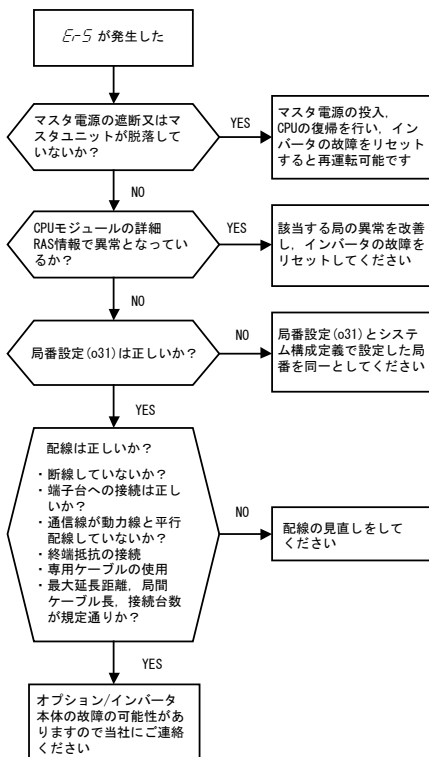 Er5 が発生した
マスタ電源の遮断又はマ
スタユニットが脱落して
いないか？
YES
マスタ電源の投入，
CPUの復帰を行い，イン
バータの故障をリセット
すると再運転可能です
NO
CPUモジュールの詳細
RAS情報で異常となってい
るか？
YES
該当する局の異常を改善
し，インバータの故障を
リセットしてください
NO
局番設定(o31)は正しいか？
NO
局番設定(o31)とシステ
ム構成定義で設定した局
番を同一としてください
YES
配線は正しいか？
・断線していないか？
・端子台への接続は正し
いか？
・通信線が動力線と平行
配線していないか？
・終端抵抗の接続
・専用ケーブルの使用
・最大延長距離，局間
ケーブル長，接続台数
が規定通りか？
NO
配線の見直しをして
ください
YES
オプション/インバータ
本体の故障の可能性があ
りますので当社にご連絡
ください